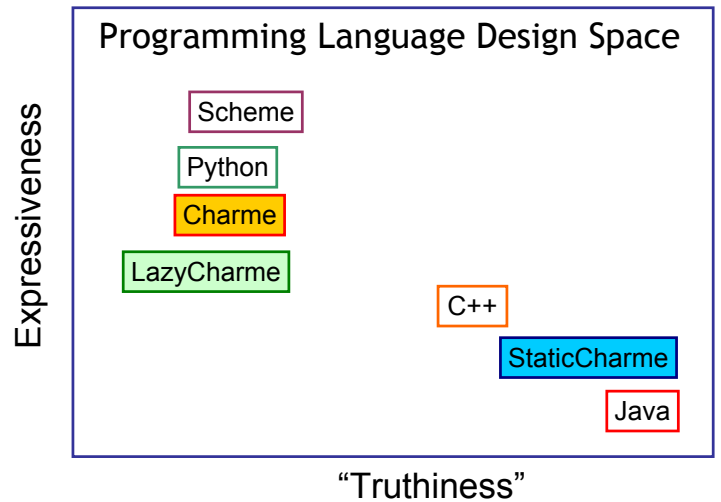 Programming Language Design Space
Expressiveness
Scheme
Python
Charme
LazyCharme
C++
StaticCharme
Java
“Truthiness”